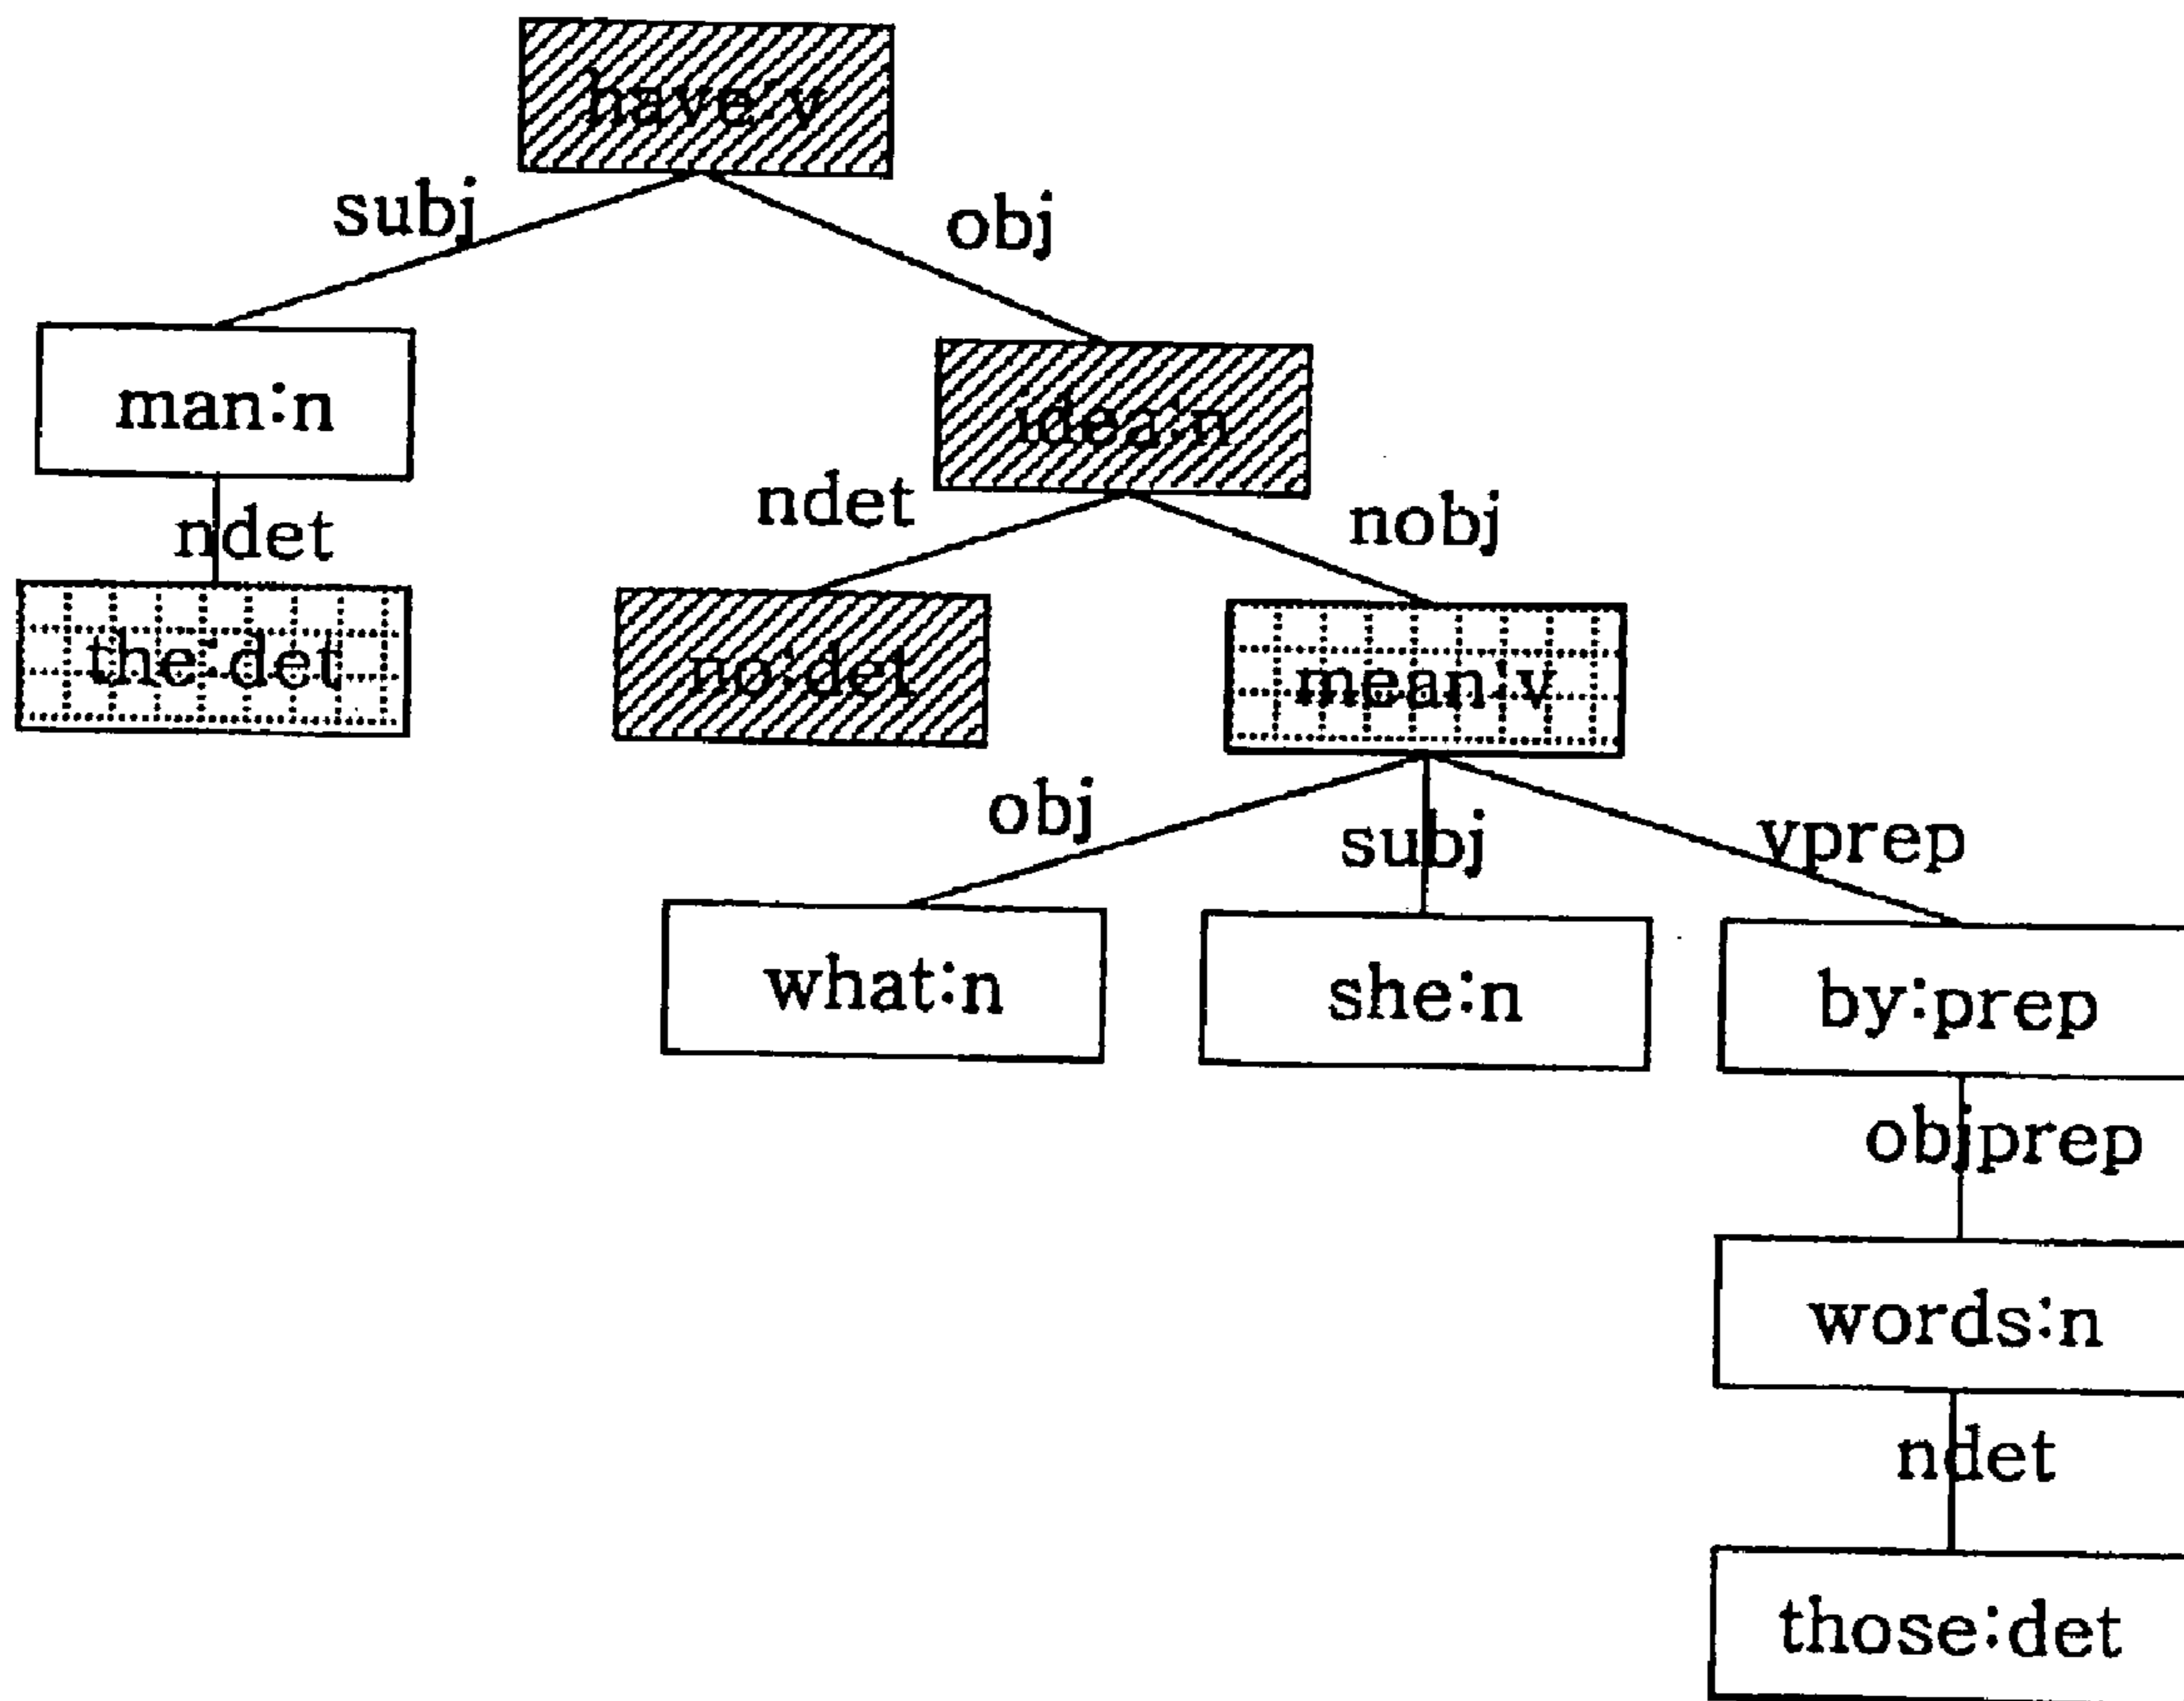 have:v
subj
obj
man:n
idea:n
ndet
nobj
ndet
the:det
no:det
mean:v
obj
subj
vprep
what:n
she:n
by:prep
objprep
words:n
ndet
those:det